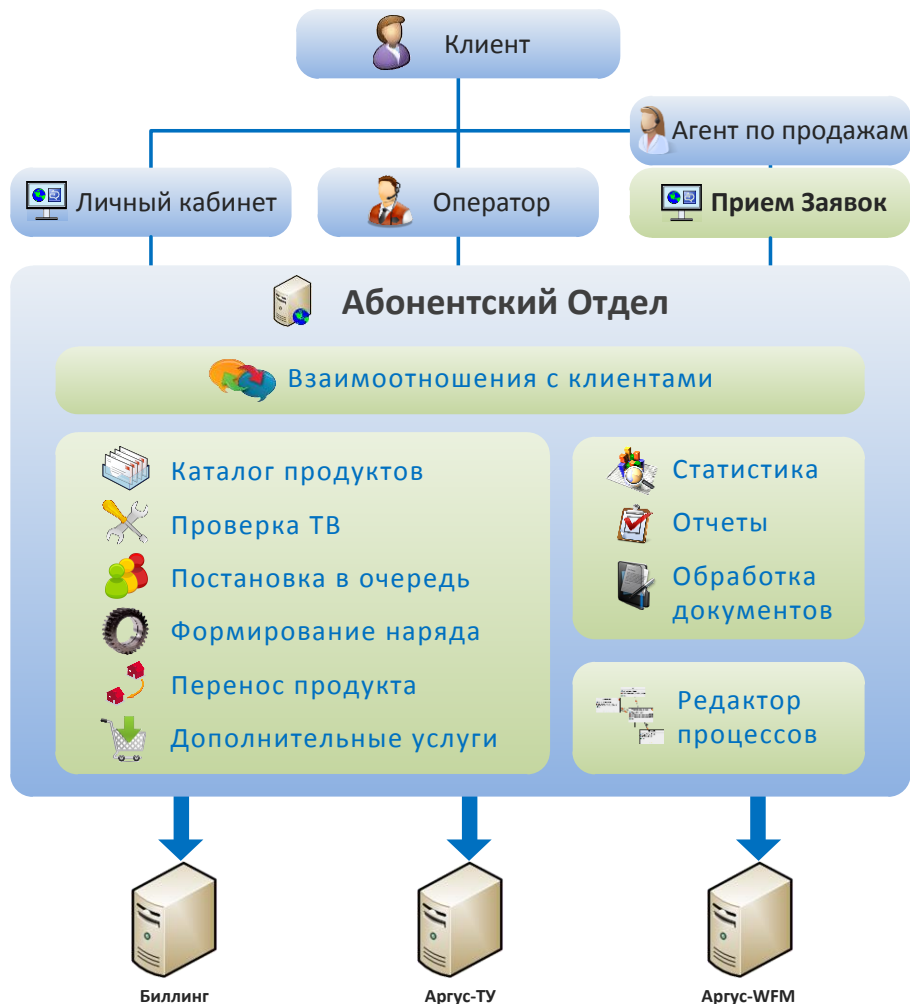 Клиент
Агент по продажам
Личный кабинет
Оператор
Прием Заявок
Абонентский Отдел
Взаимоотношения с клиентами
Каталог продуктов
Проверка ТВ
Постановка в очередь
Формирование наряда
Перенос продукта
Дополнительные услуги
Статистика
Отчеты
Обработка
документов
Редактор
процессов
Биллинг
Аргус-ТУ
Аргус-WFM